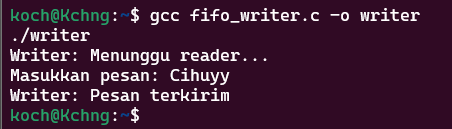 koch@Kchng:~$ gcc fifo_writer.c -o writer
./writer
Writer: Menunggu reader...
Masukkan pesan: Cihuyy
Writer: Pesan terkirim
koch@Kchng:~$